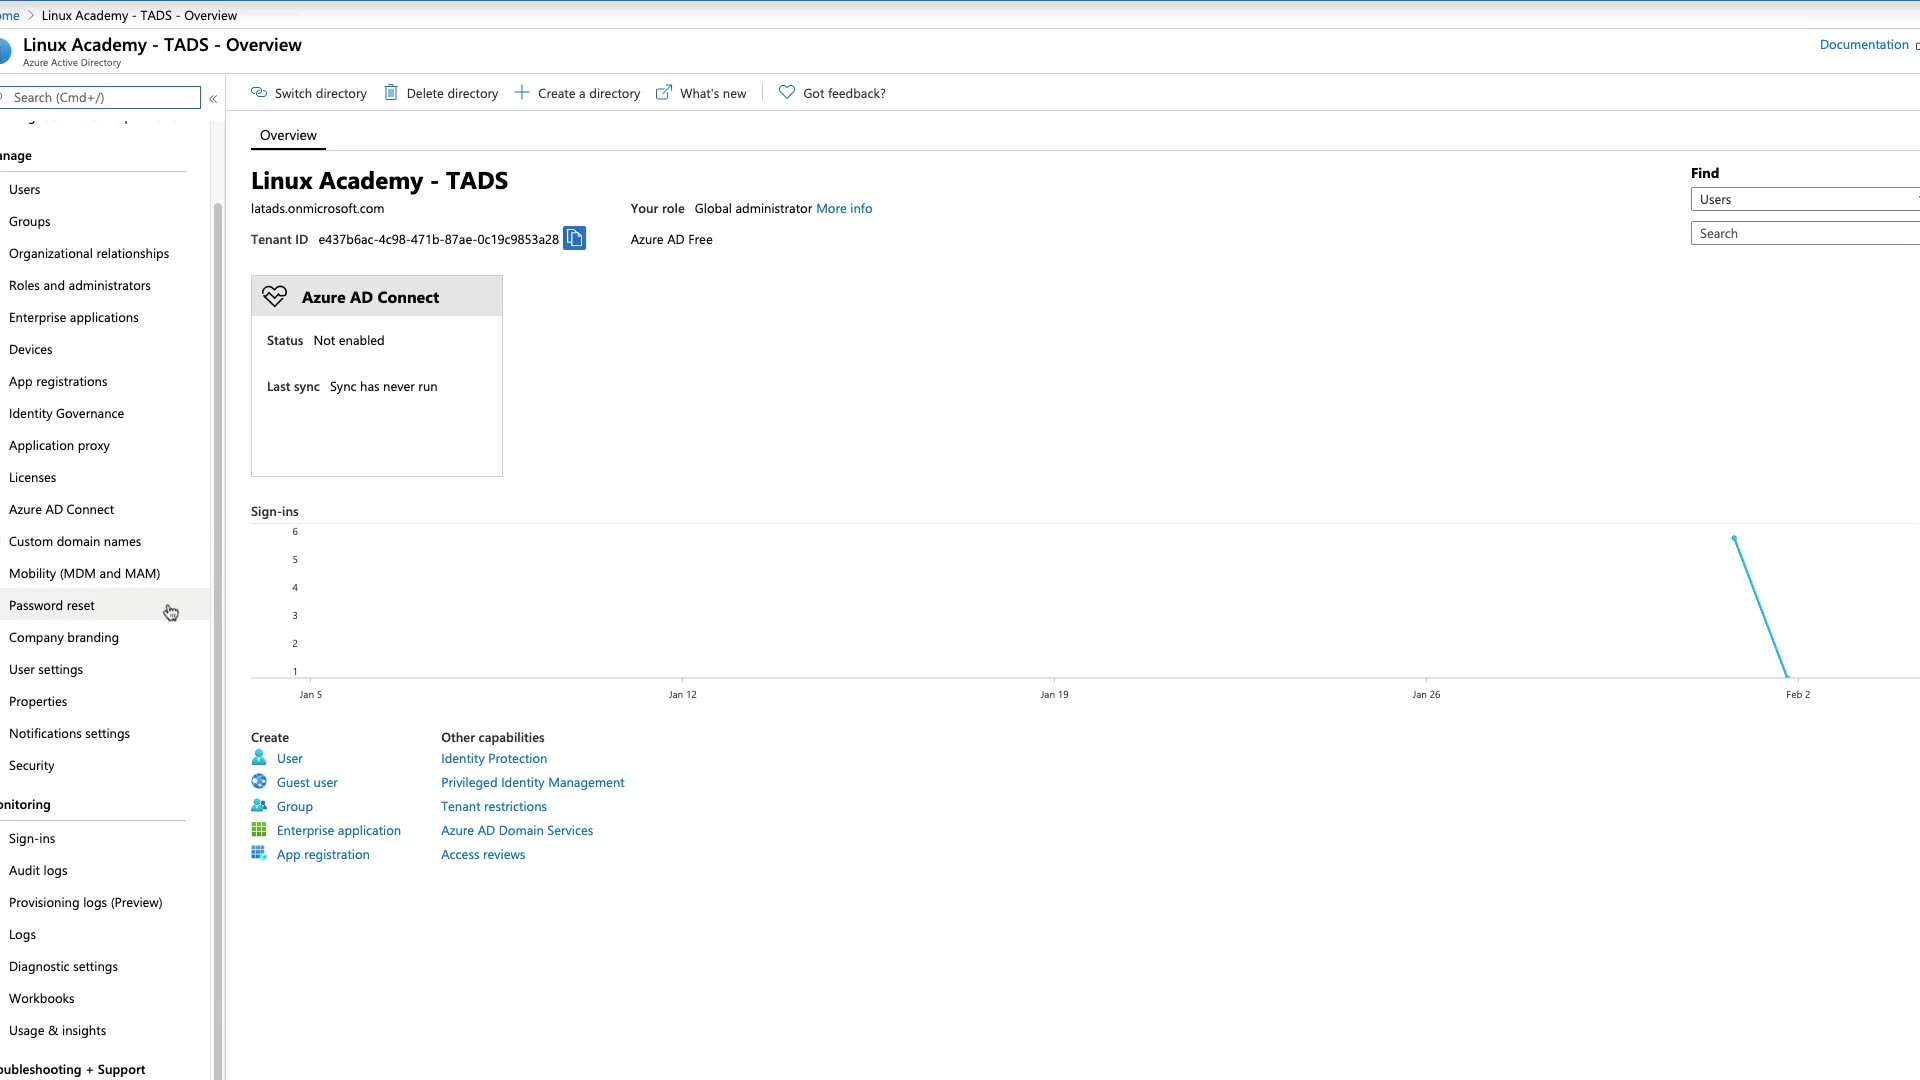 ome > Linux Academy - TADS - Overview
Linux Academy - TADS - Overview
Azure Active Directory
Documentation
Search (Cmd+/)
«
Switch directory
Delete directory
Create a directory
What's new
Got feedback?
Overview
anage
Users
Groups
Organizational relationships
Roles and administrators
Enterprise applications
Devices
App registrations
Identity Governance
Application proxy
Licenses
Azure AD Connect
Custom domain names
Mobility (MDM and MAM)
Password reset
Company branding
User settings
Properties
Notifications settings
Security
onitoring
Sign-ins
Audit logs
Provisioning logs (Preview)
Logs
Diagnostic settings
Workbooks
Usage & insights
oubleshooting + Support
Linux Academy - TADS
latads.onmicrosoft.com
Your role Global administrator More info
Tenant ID e437b6ac-4c98-471b-87ae-0c19c9853a28
Azure AD Free
Find
Users
Search
Azure AD Connect
Status Not enabled
Last sync Sync has never run
Sign-ins
6
5
4
3
2
1
Jan 5 Jan 12 Jan 19 Jan 26 Feb 2
Create
User
Guest user
Group
Enterprise application
App registration
Other capabilities
Identity Protection
Privileged Identity Management
Tenant restrictions
Azure AD Domain Services
Access reviews